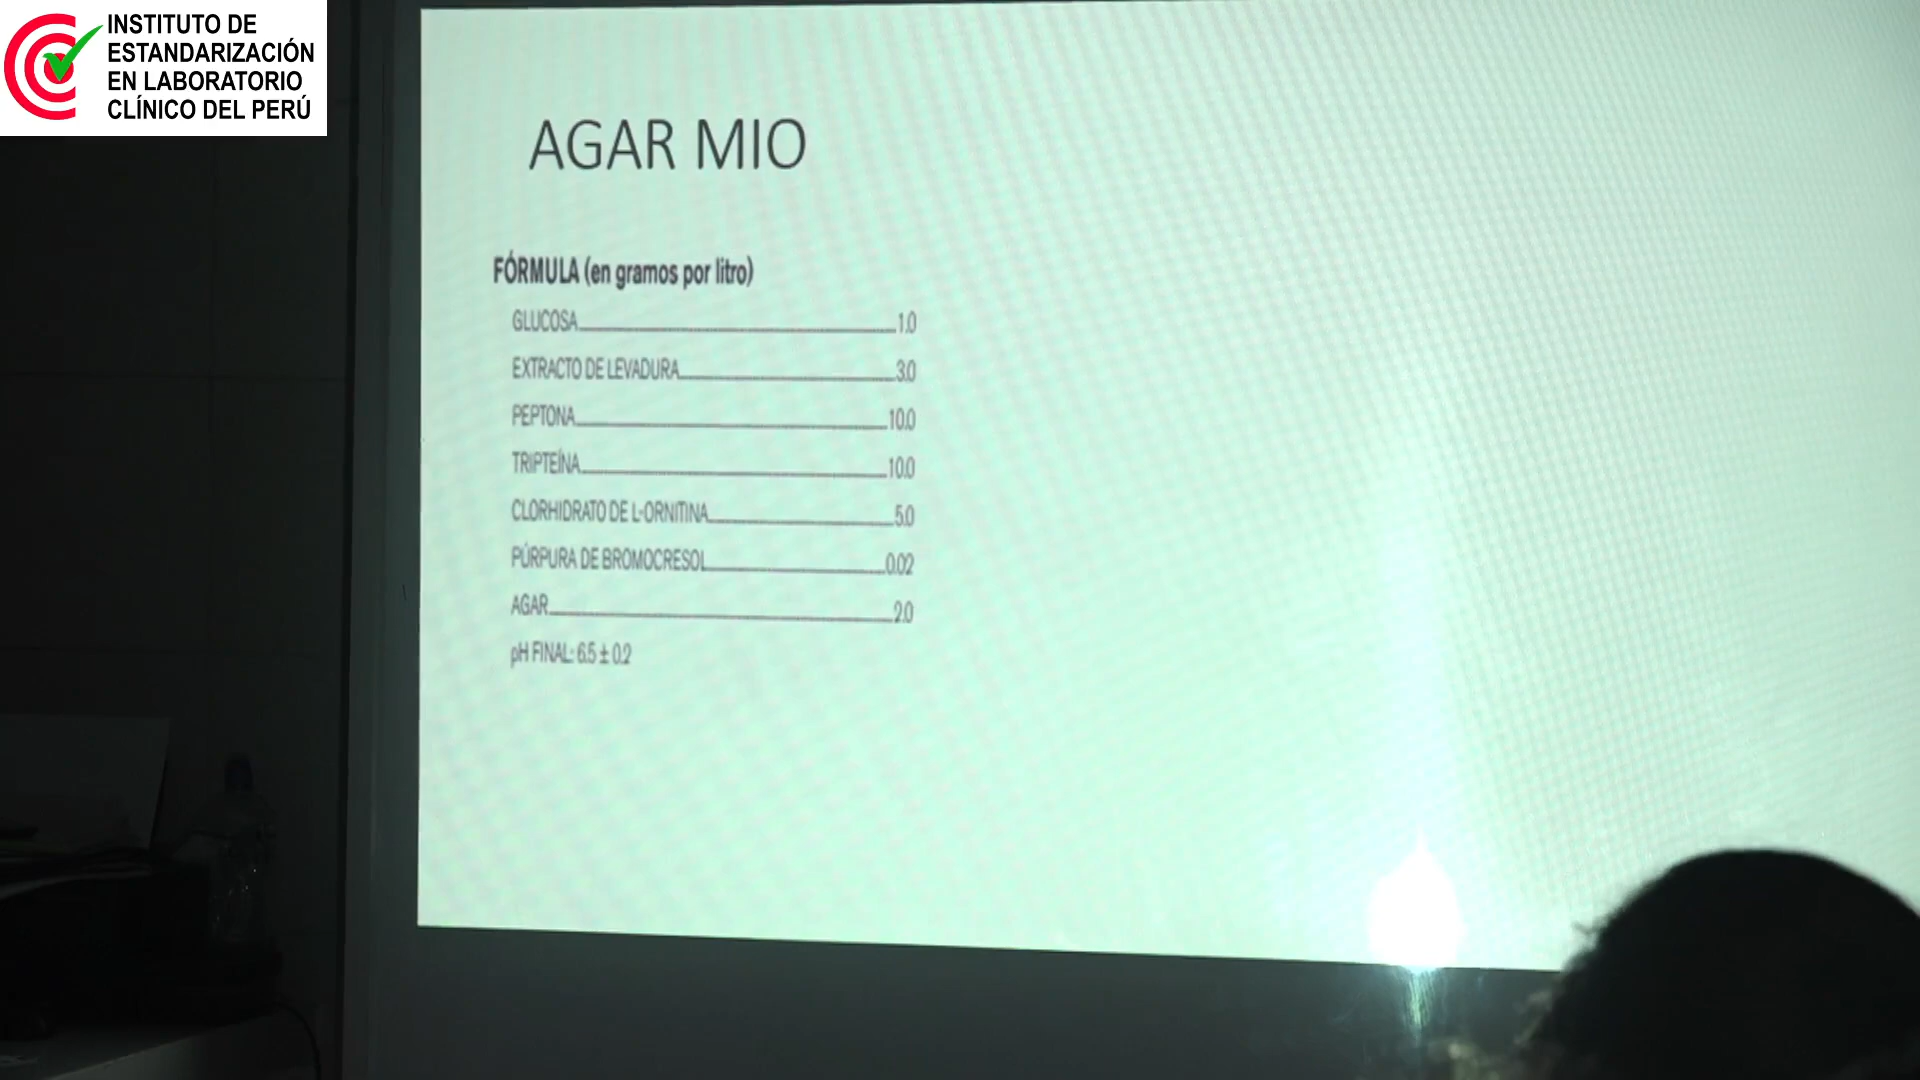 INSTITUTO DE
ESTANDARIZACIÓN
EN LABORATORIO
CLÍNICO DEL PERÚ
AGAR MIO
FÓRMULA (en gramos por litro)
GLUCOSA 1.0
EXTRACTO DE LEVADURA 3.0
PEPTONA 10.0
TRIPTEÍNA 10.0
CLORHIDRATO DE L-ORNITINA 5.0
PÚRPURA DE BROMOCRESOL 0.02
AGAR 2.0
pH FINAL: 6.5 ± 0.2